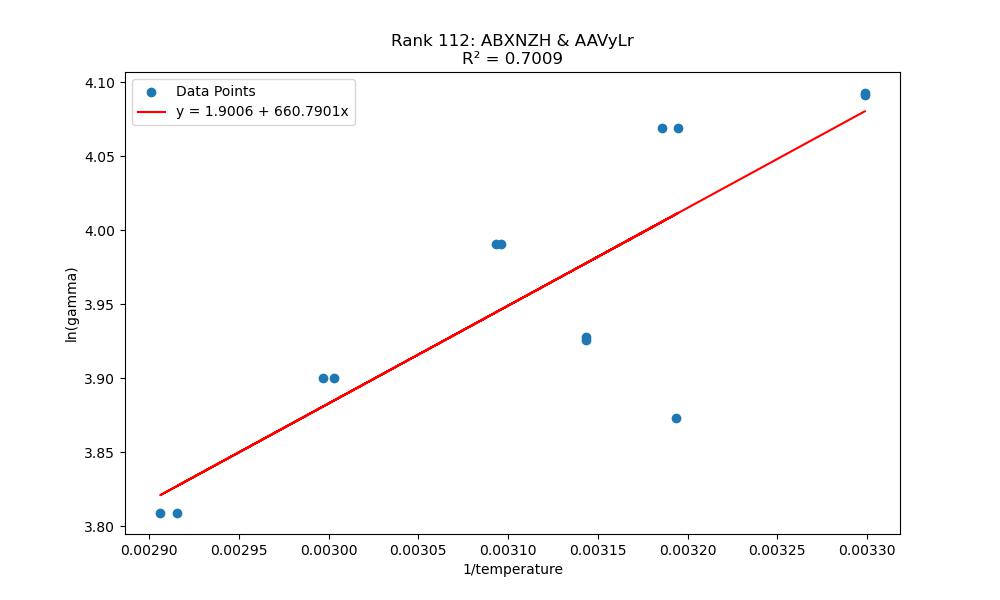 Rank 112: ABXNZH & AAVyLr
R² = 0.7009
Data Points
y = 1.9006 + 660.7901x
4.10
4.05
4.00
3.95
3.90
3.85
3.80
ln(gamma)
0.00290 0.00295 0.00300 0.00305 0.00310 0.00315 0.00320 0.00325 0.00330
1/temperature